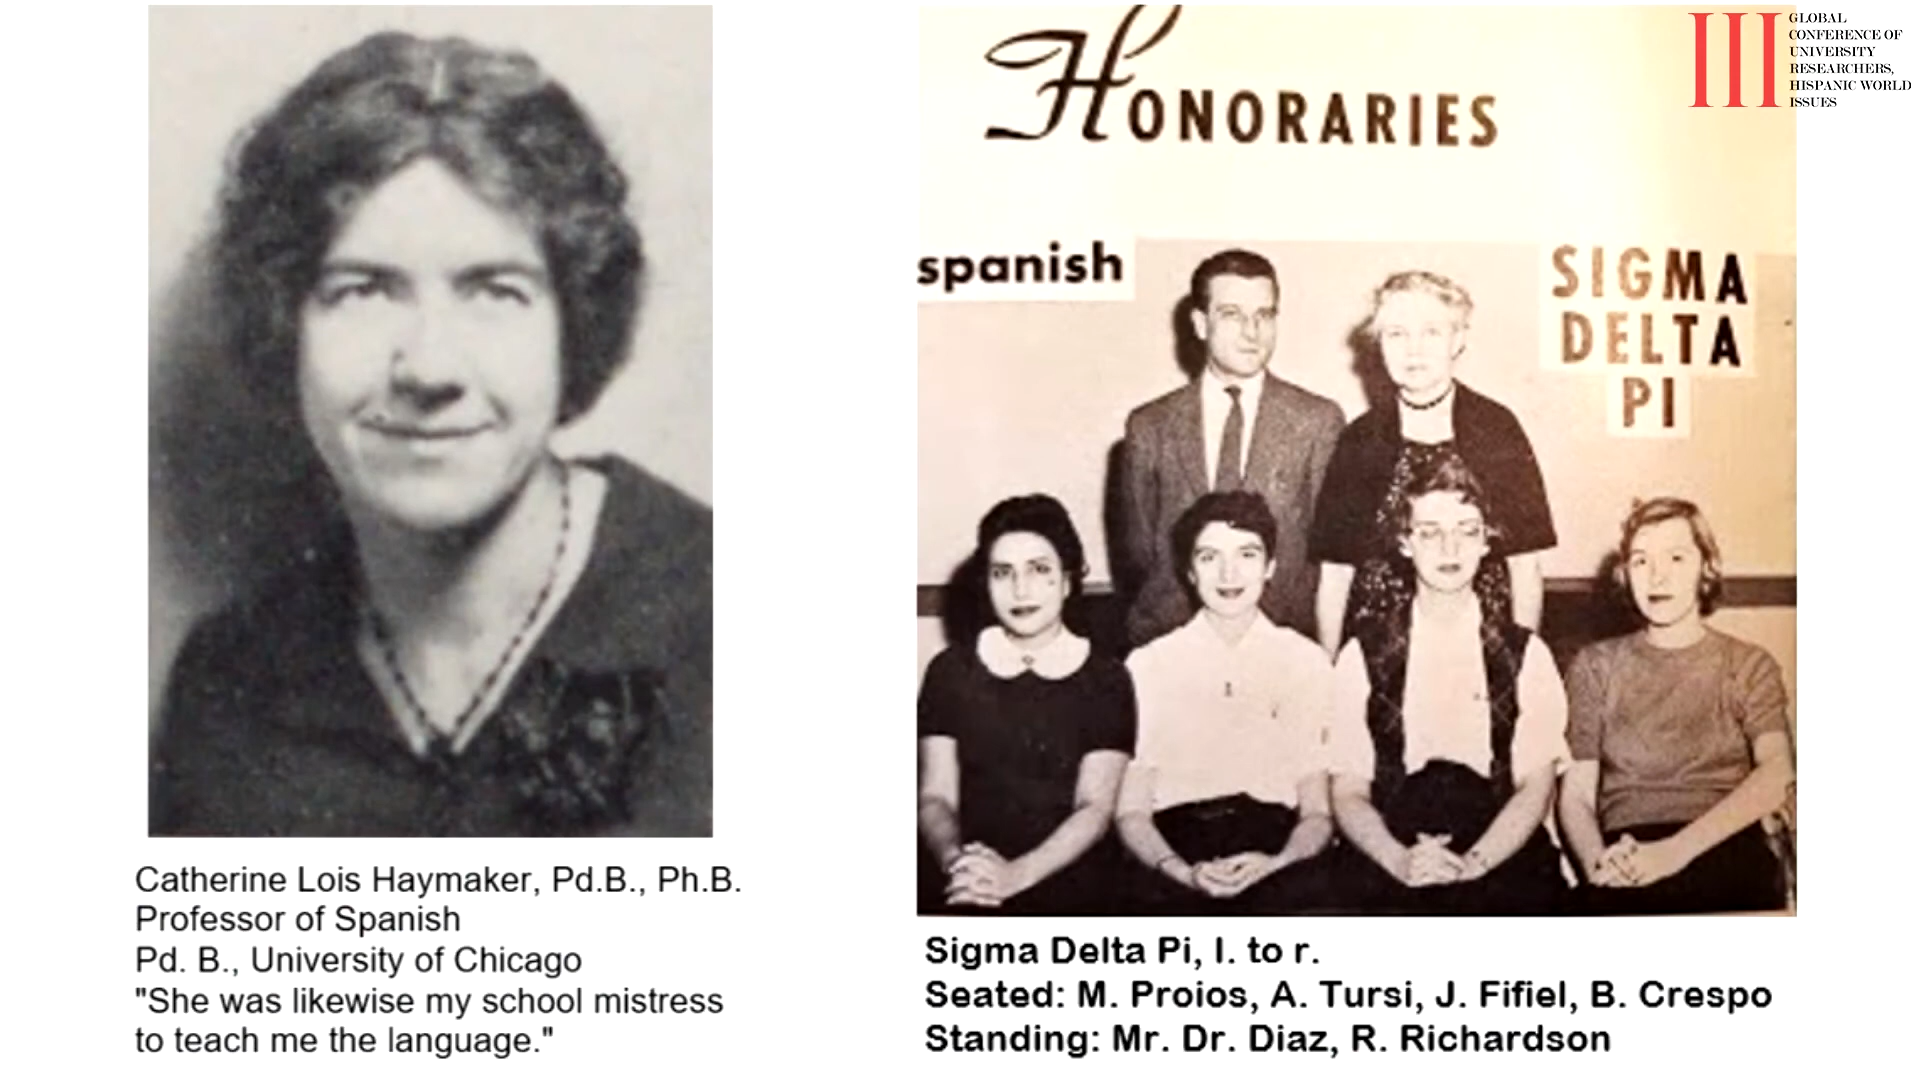 Catherine Lois Haymaker, Pd.B., Ph.B.
Professor of Spanish
Pd. B., University of Chicago
"She was likewise my school mistress
to teach me the language."
HONORARIES
spanish
SIGMA
DELTA
PI
Sigma Delta Pi, l. to r.
Seated: M. Proios, A. Tursi, J. Fifiel, B. Crespo
Standing: Mr. Dr. Diaz, R. Richardson
III
GLOBAL
CONFERENCE OF
UNIVERSITY
RESEARCHERS,
HISPANIC WORLD
ISSUES